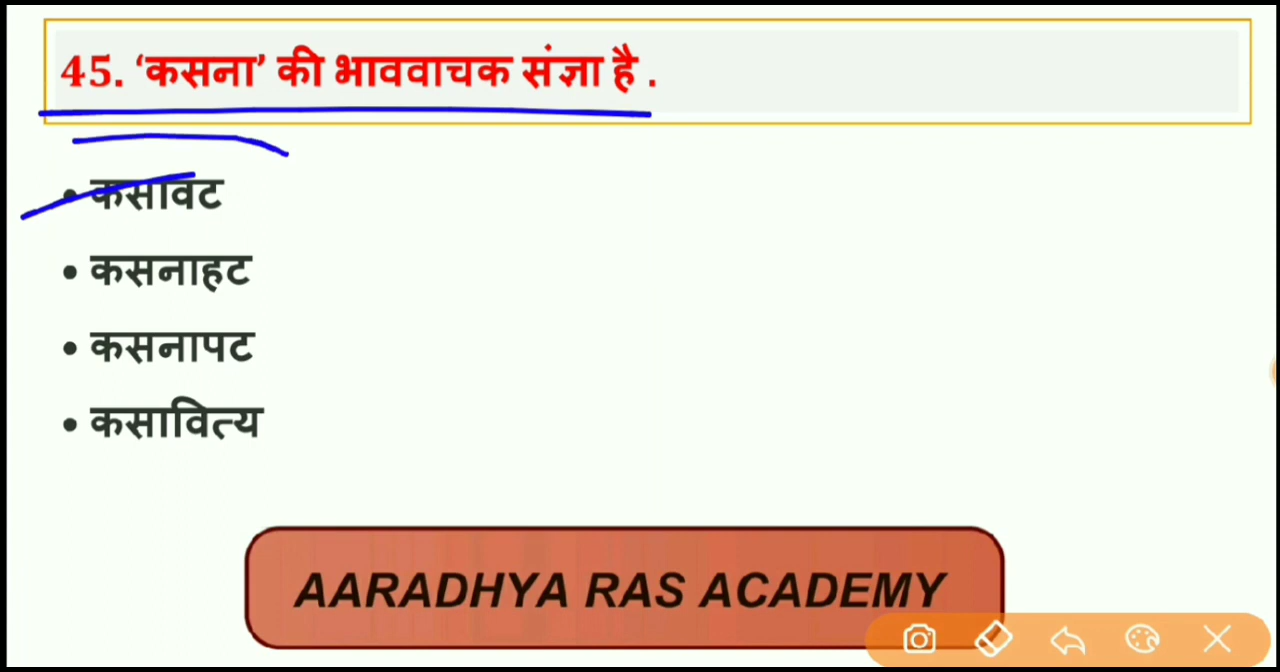 45. ‘कसना’ की भाववाचक संज्ञा है .
• कसावट
• कसनाहट
• कसनापट
• कसावित्य
AARADHYA RAS ACADEMY